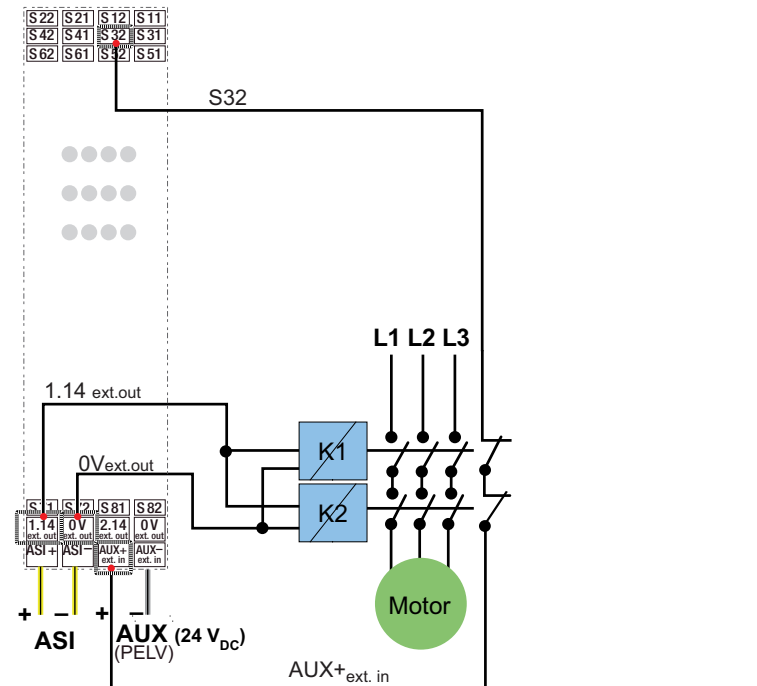 S22 S21 S12 S11
S42 S41 S32 S31
S62 S61 S52 S51
S32
L1 L2 L3
1.14 ext.out
K1
0Vext.out
K2
S72 S81 S82
1.14 0V 2.14 0V
ext. out ext. out ext. out ext. out
ASI+ ASI– AUX+ AUX–
ext. in ext. in
+ – + –
Motor
ASI AUX (24 VDC)
(PELV)
AUX+ext. in